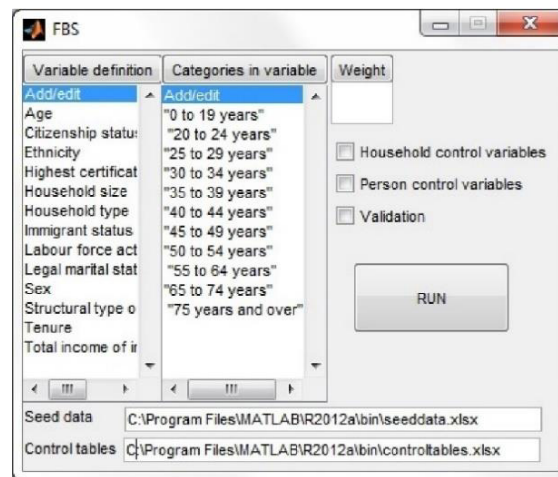 FBS
Variable definition
Categories in variable
Weight
Add/edit
Age
Citizenship statu
Ethnicity
Highest certificat
Household size
Household type
Immigrant status
Labour force act
Legal marital stat
Sex
Structural type o
Tenure
Total income of ir
Add/edit
"0 to 19 years"
"20 to 24 years"
"25 to 29 years"
"30 to 34 years"
"35 to 39 years"
"40 to 44 years"
"45 to 49 years"
"50 to 54 years"
"55 to 64 years"
"65 to 74 years"
"75 years and over"
Household control variables
Person control variables
Validation
RUN
Seed data C:\Program Files\MATLAB\R2012a\bin\seeddata.xlsx
Control tables C:\Program Files\MATLAB\R2012a\bin\controltables.xlsx